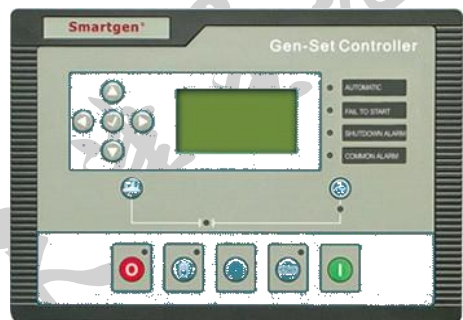 Smartgen
Gen-Set Controller
AUTOMATIC
FAIL TO START
SHUTDOWN ALARM
COMMON ALARM